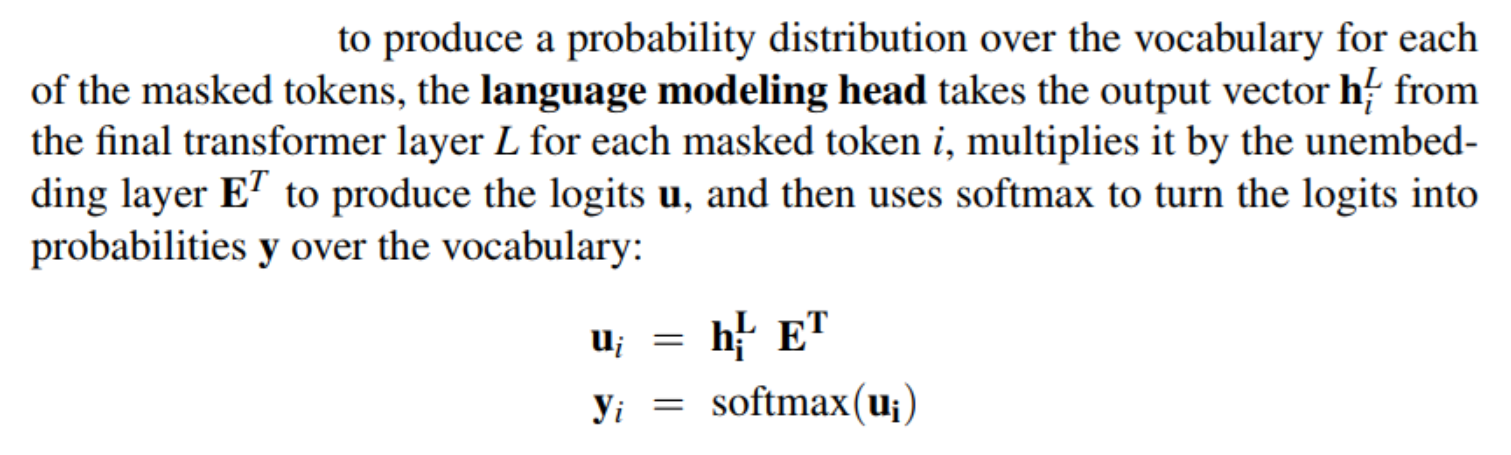 to produce a probability distribution over the vocabulary for each
of the masked tokens, the language modeling head takes the output vector h_i^L from
the final transformer layer L for each masked token i, multiplies it by the unembed-
ding layer E^T to produce the logits u, and then uses softmax to turn the logits into
probabilities y over the vocabulary:
u_i = h_i^L E^T
y_i = softmax(u_i)